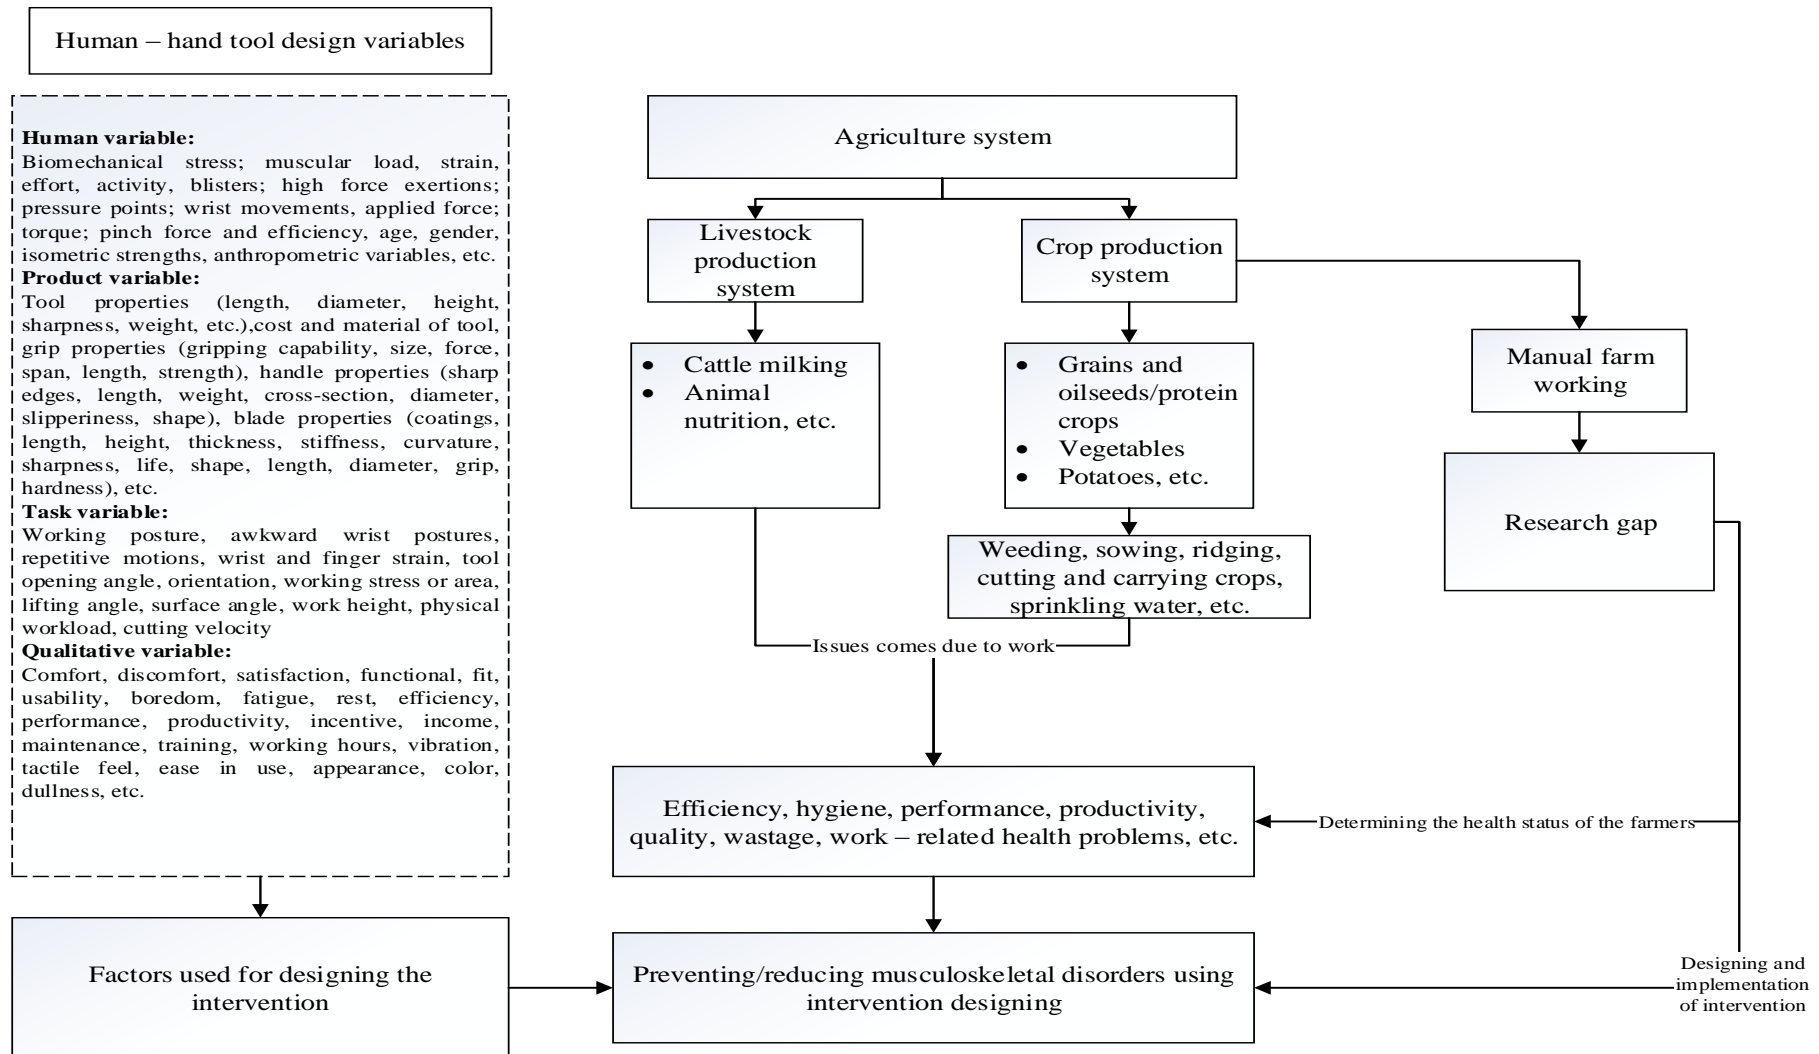 Human – hand tool design variables
Human variable:
Biomechanical stress; muscular load, strain,
effort, activity, blisters; high force exertions;
pressure points; wrist movements, applied force;
torque; pinch force and efficiency, age, gender,
isometric strengths, anthropometric variables, etc.
Product variable:
Tool properties (length, diameter, height,
sharpness, weight, etc.),cost and material of tool,
grip properties (gripping capability, size, force,
span, length, strength), handle properties (sharp
edges, length, weight, cross-section, diameter,
slipperiness, shape), blade properties (coatings,
length, height, thickness, stiffness, curvature,
sharpness, life, shape, length, diameter, grip,
hardness), etc.
Task variable:
Working posture, awkward wrist postures,
repetitive motions, wrist and finger strain, tool
opening angle, orientation, working stress or area,
lifting angle, surface angle, work height, physical
workload, cutting velocity
Qualitative variable:
Comfort, discomfort, satisfaction, functional, fit,
usability, boredom, fatigue, rest, efficiency,
performance, productivity, incentive, income,
maintenance, training, working hours, vibration,
tactile feel, ease in use, appearance, color,
dullness, etc.
Factors used for designing the
intervention
Agriculture system
Livestock
production
system
Crop production
system
Manual farm
working
• Cattle milking
• Animal
nutrition, etc.
• Grains and
oilseeds/protein
crops
• Vegetables
• Potatoes, etc.
Research gap
Weeding, sowing, ridging,
cutting and carrying crops,
sprinkling water, etc.
Issues comes due to work
Efficiency, hygiene, performance, productivity,
quality, wastage, work – related health problems, etc.
Determining the health status of the farmers
Preventing/reducing musculoskeletal disorders using
intervention designing
Designing and
implementation
of intervention